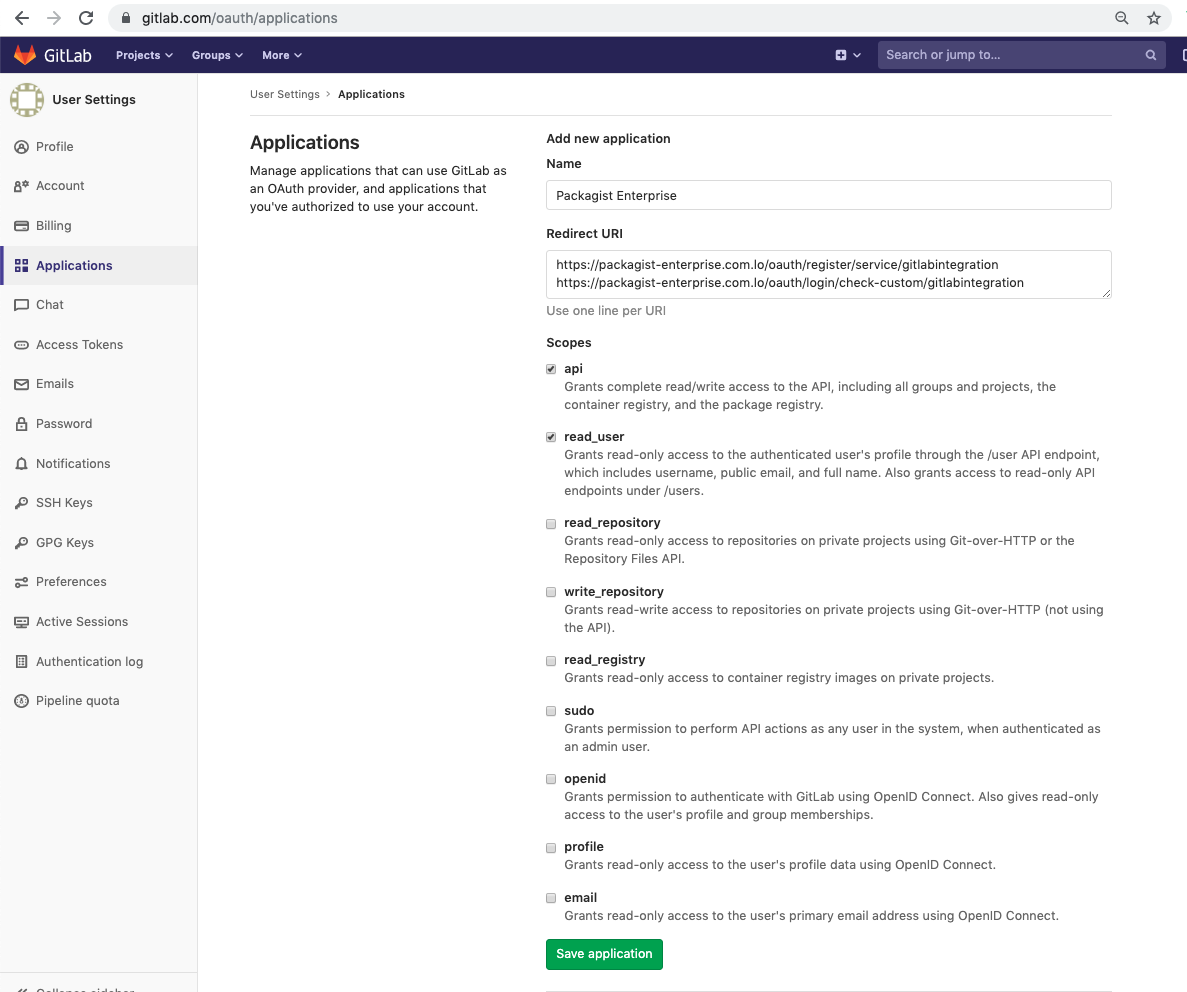 gitlab.com/oauth/applications
GitLab
Projects
Groups
More
Search or jump to...
User Settings
Profile
Account
Billing
Applications
Chat
Access Tokens
Emails
Password
Notifications
SSH Keys
GPG Keys
Preferences
Active Sessions
Authentication log
Pipeline quota
Collapse sidebar
User Settings › Applications
Applications
Manage applications that can use GitLab as
an OAuth provider, and applications that
you've authorized to use your account.
Add new application
Name
Packagist Enterprise
Redirect URI
https://packagist-enterprise.com.lo/oauth/register/service/gitlabintegration
https://packagist-enterprise.com.lo/oauth/login/check-custom/gitlabintegration
Use one line per URI
Scopes
api
Grants complete read/write access to the API, including all groups and projects, the
container registry, and the package registry.
read_user
Grants read-only access to the authenticated user's profile through the /user API endpoint,
which includes username, public email, and full name. Also grants access to read-only API
endpoints under /users.
read_repository
Grants read-only access to repositories on private projects using Git-over-HTTP or the
Repository Files API.
write_repository
Grants read-write access to repositories on private projects using Git-over-HTTP (not using
the API).
read_registry
Grants read-only access to container registry images on private projects.
sudo
Grants permission to perform API actions as any user in the system, when authenticated as
an admin user.
openid
Grants permission to authenticate with GitLab using OpenID Connect. Also gives read-only
access to the user's profile and group memberships.
profile
Grants read-only access to the user's profile data using OpenID Connect.
email
Grants read-only access to the user's primary email address using OpenID Connect.
Save application